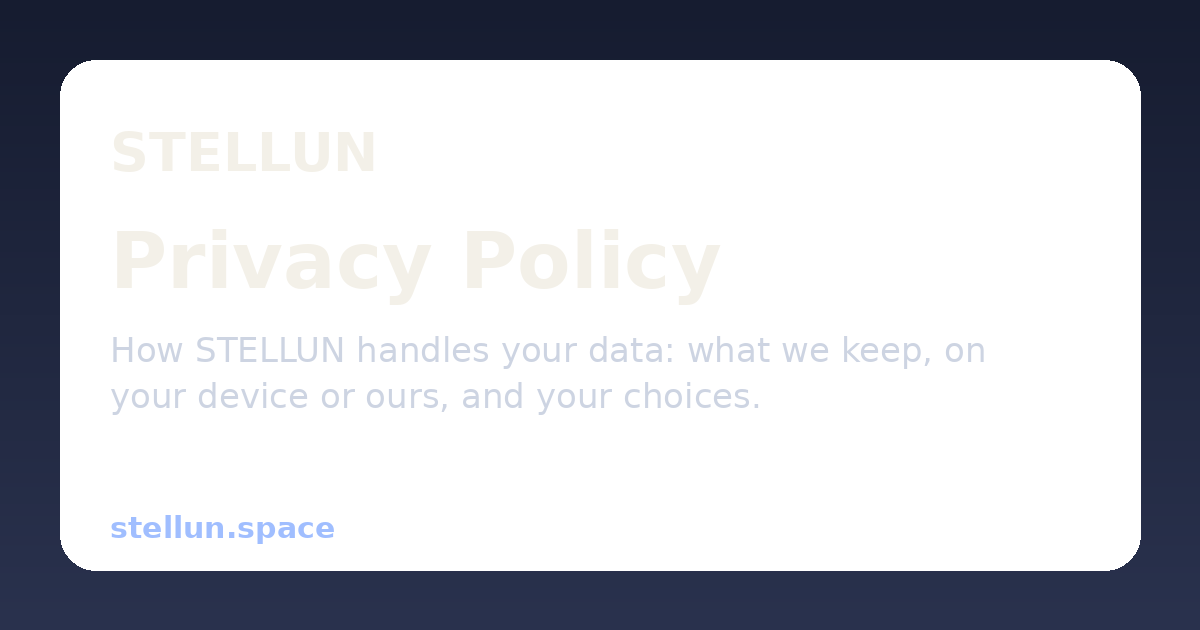 STELLUN
Privacy Policy
How STELLUN handles your data: what we keep, on
your device or ours, and your choices.
stellun.space